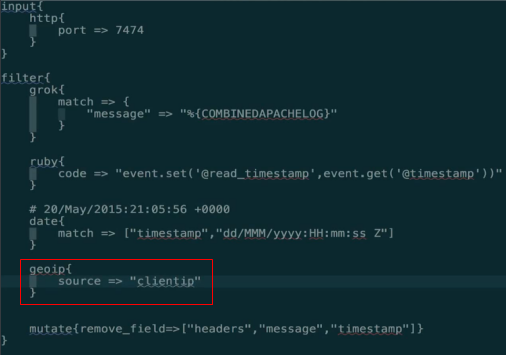 input{
http{
port => 7474
}
}
filter{
grok{
match => {
"message" => "%{COMBINEDAPACHELOG}"
}
}
ruby{
code => "event.set('@read_timestamp',event.get('@timestamp'))"
}
# 20/May/2015:21:05:56 +0000
date{
match => ["timestamp","dd/MMM/yyyy:HH:mm:ss Z"]
}
geoip{
source => "clientip"
}
mutate{remove_field=>["headers","message","timestamp"]}
}